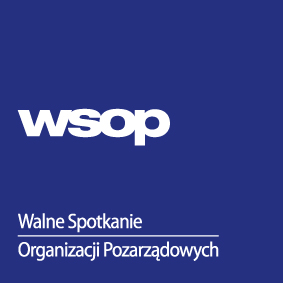 wsop
Walne Spotkanie
Organizacji Pozarządowych